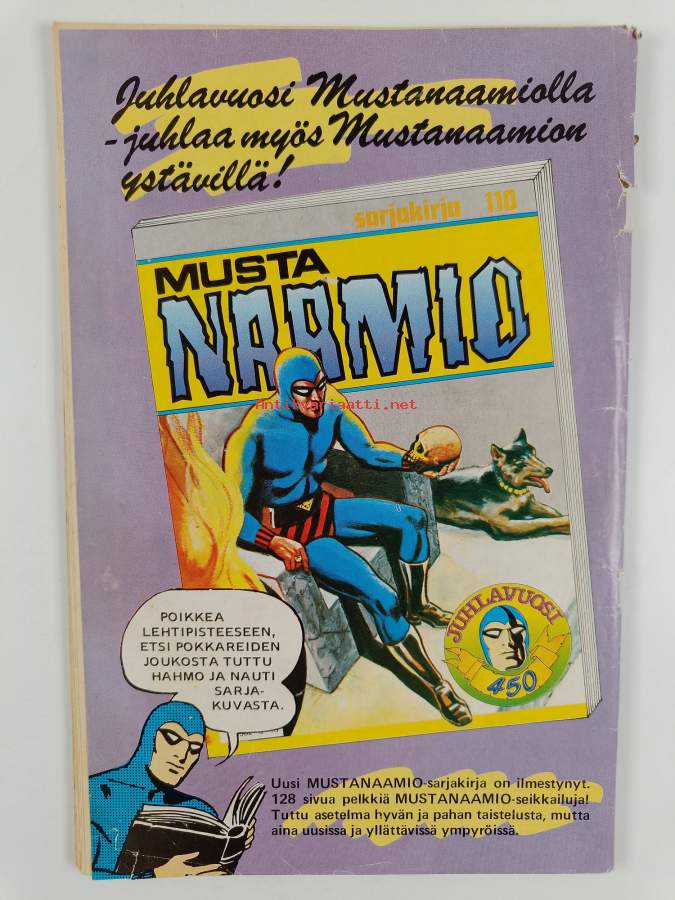 Juhlavuosi Mustanaamiolla
- juhlaa myös Mustanaamion
ystävillä!
sarjakirja 110
MUSTA
NAAMIO
Antikvariaatti.net
JUHLAVUOSI
450
POIKKEA
LEHTIPISTEESEEN,
ETSI POKKAREIDEN
JOUKOSTA TUTTU
HAHMO JA NAUTI
SARJA-
KUVASTA.
Uusi MUSTANAAMIO-sarjakirja on ilmestynyt.
128 sivua pelkkiä MUSTANAAMIO-seikkailuja!
Tuttu asetelma hyvän ja pahan taistelusta, mutta
aina uusissa ja yllättävissä ympyröissä.